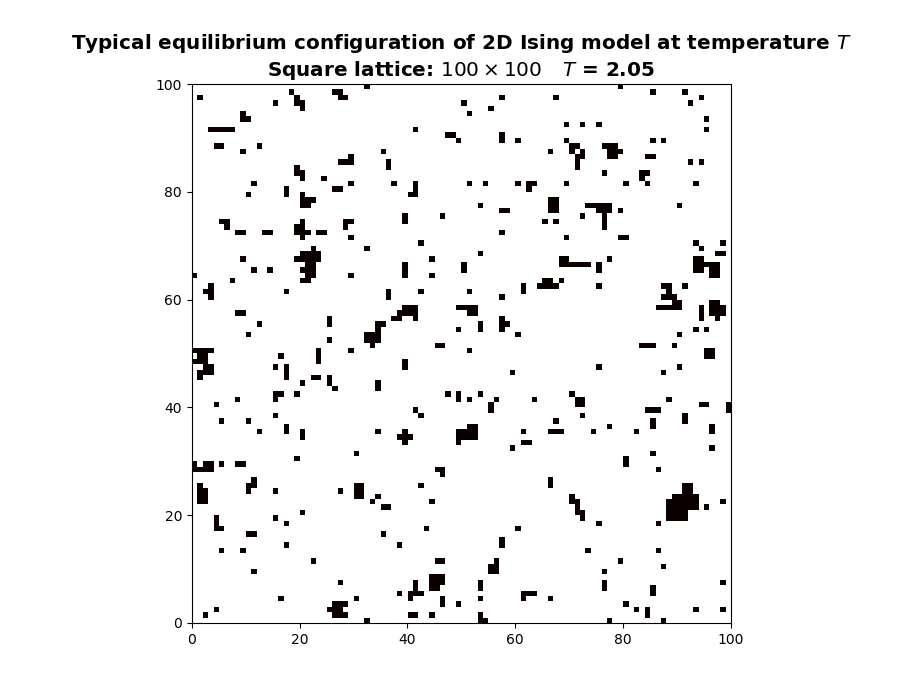 Typical equilibrium configuration of 2D Ising model at temperature T
Square lattice: 100 × 100 T = 2.05
100
80
60
40
20
0
0 20 40 60 80 100